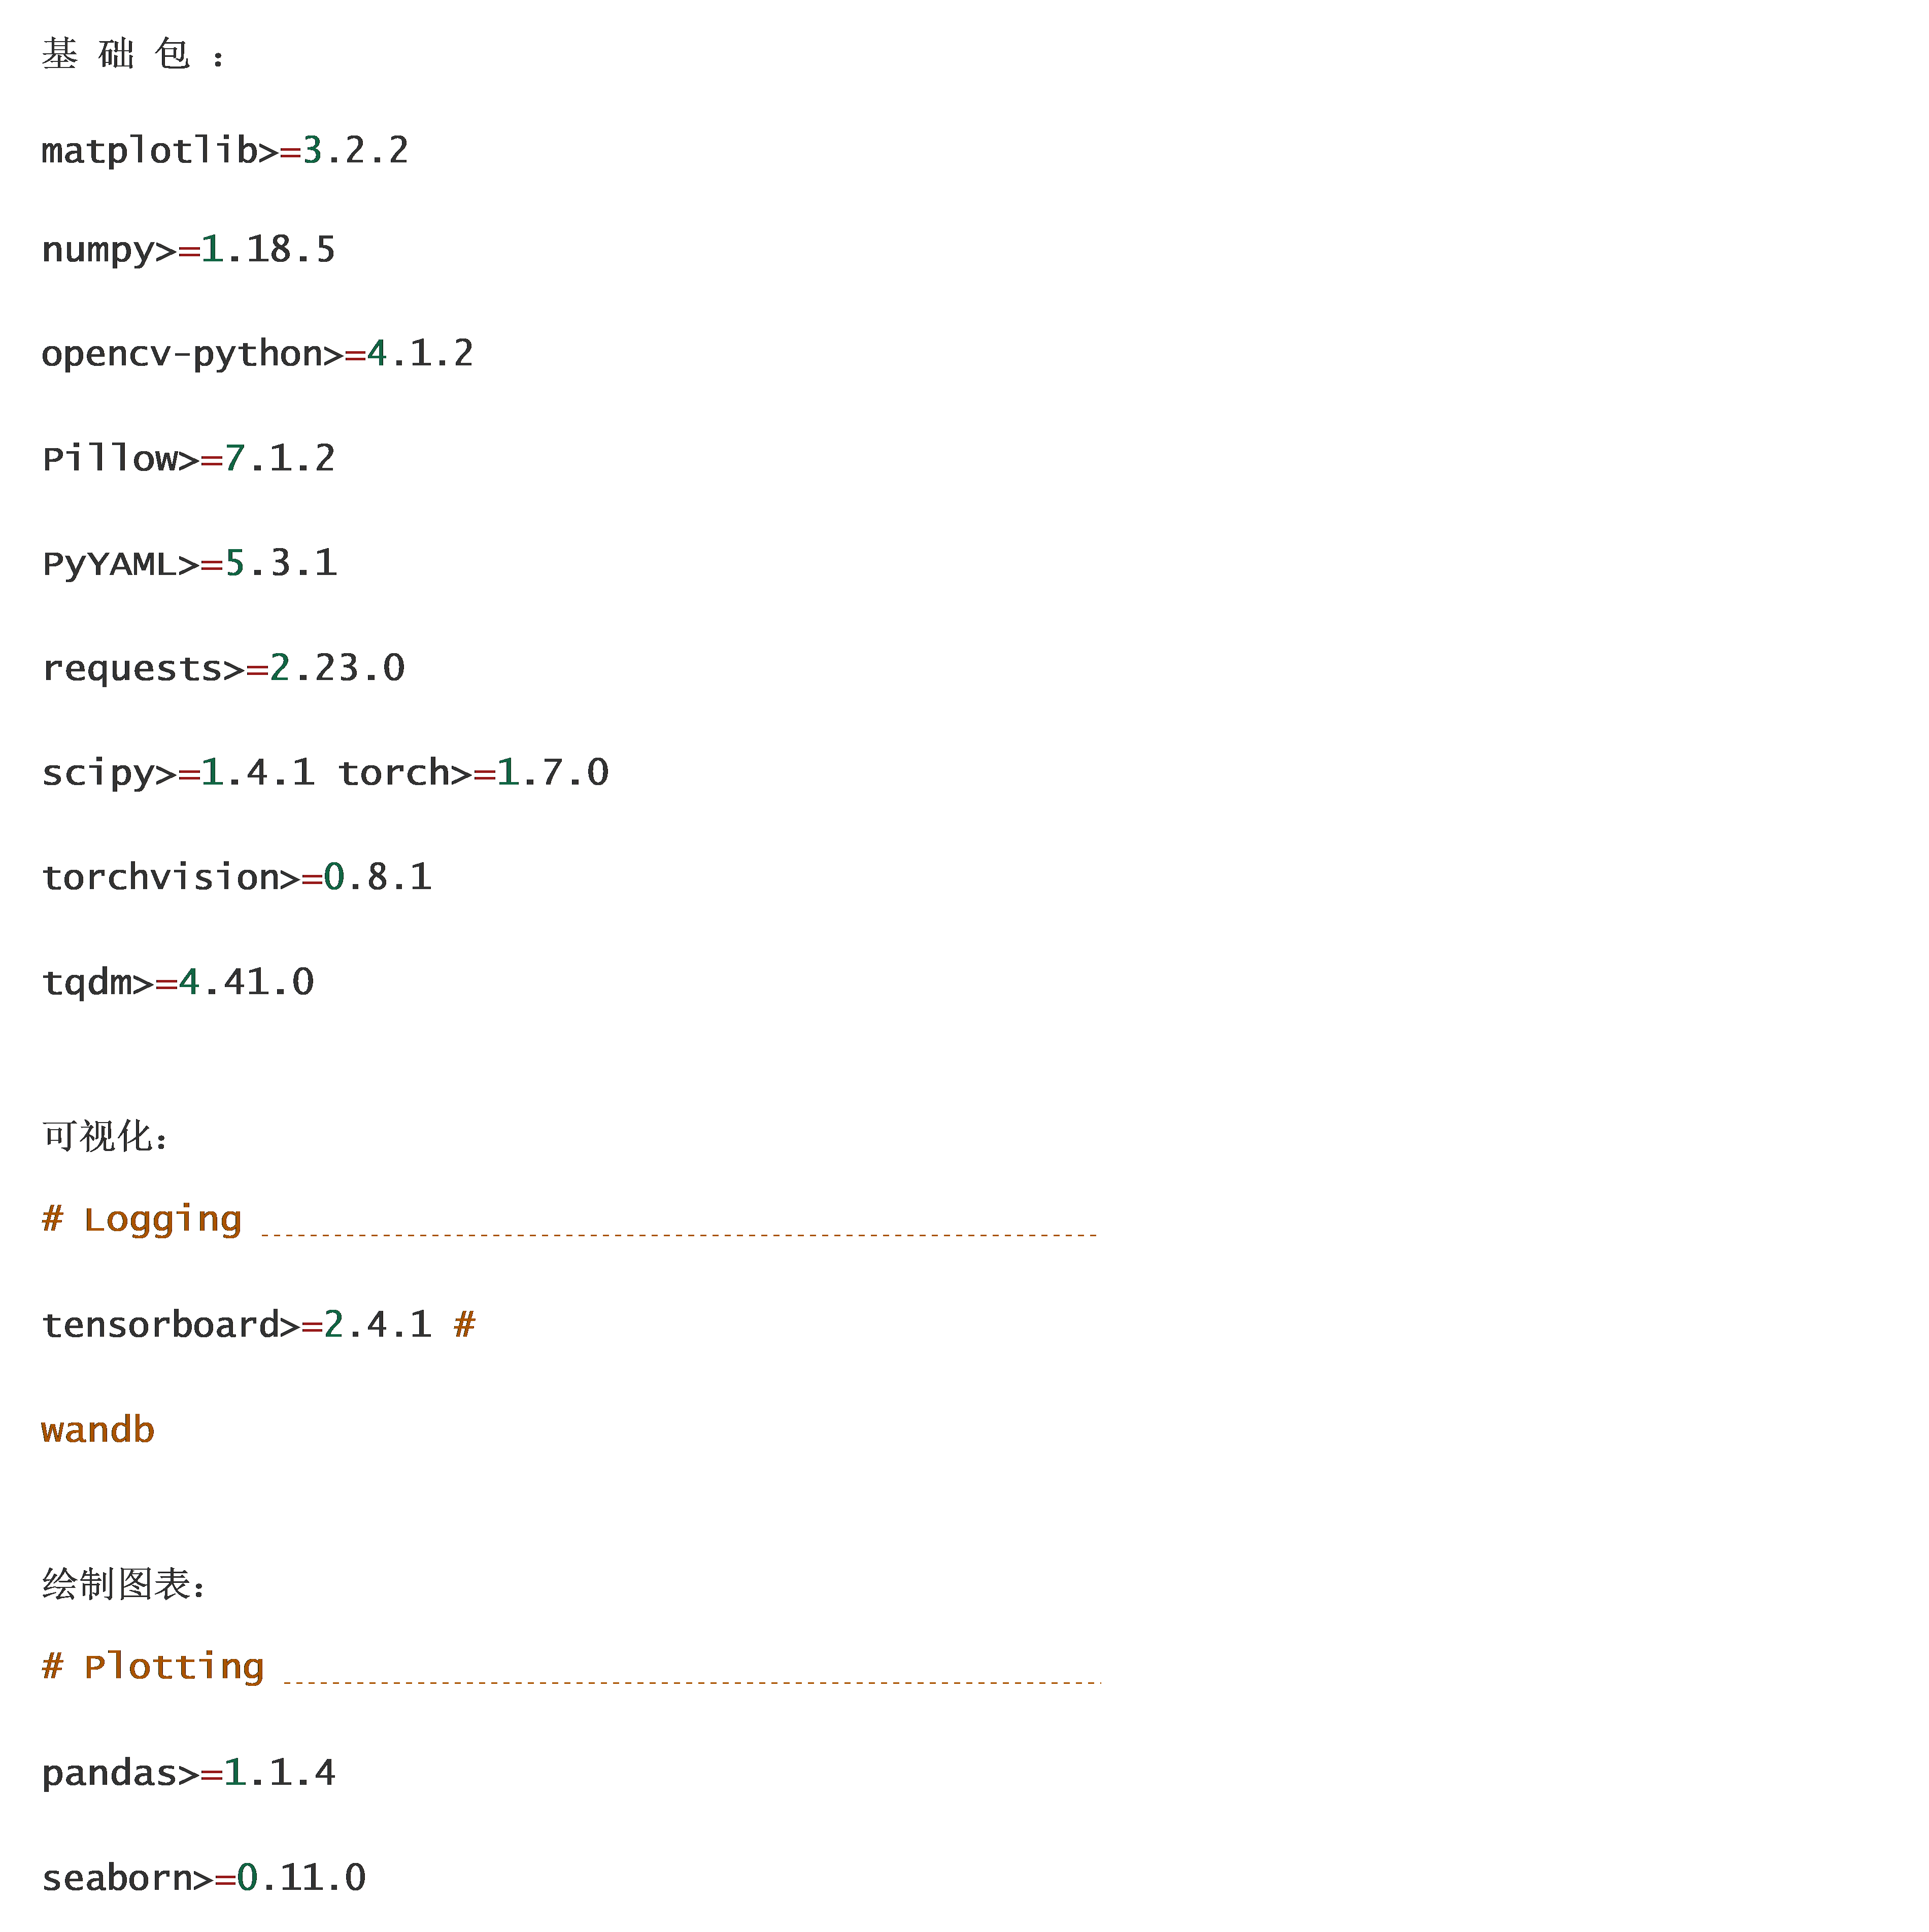 基 础 包 ：
matplotlib>=3.2.2
numpy>=1.18.5
opencv-python>=4.1.2
Pillow>=7.1.2
PyYAML>=5.3.1
requests>=2.23.0
scipy>=1.4.1 torch>=1.7.0
torchvision>=0.8.1
tqdm>=4.41.0
可视化：
# Logging
tensorboard>=2.4.1 #
wandb
绘制图表：
# Plotting
pandas>=1.1.4
seaborn>=0.11.0